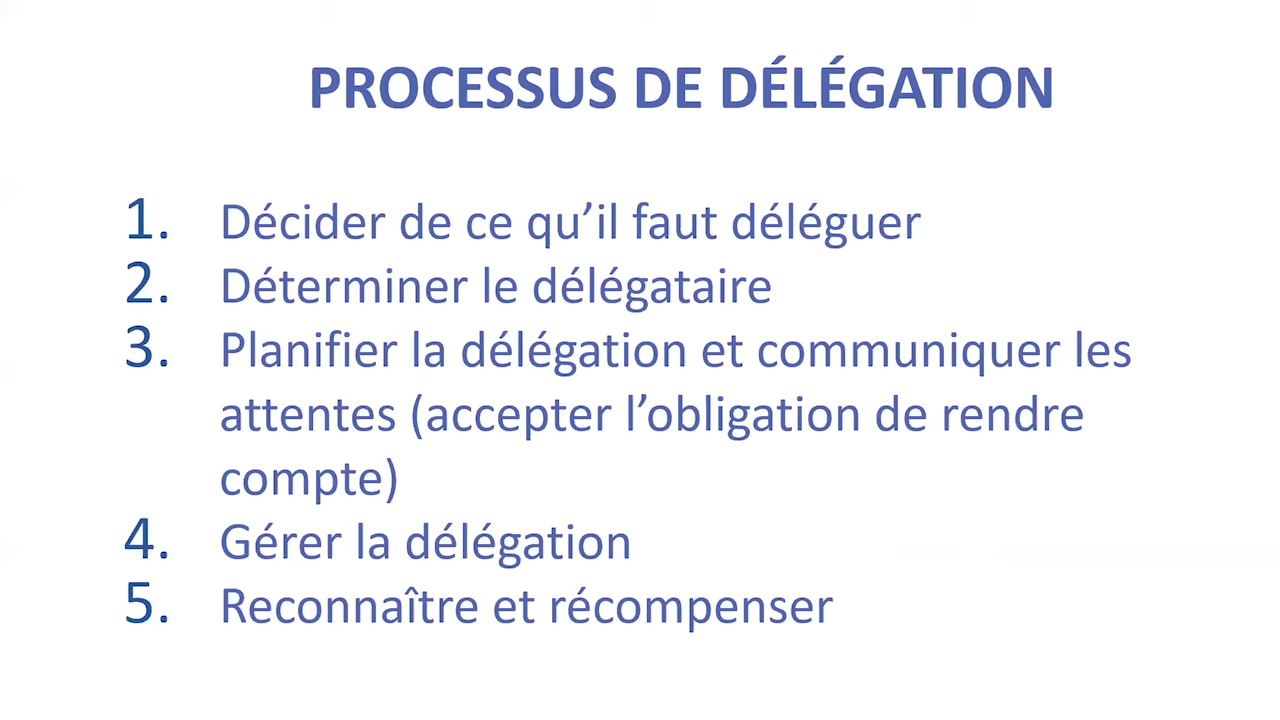 PROCESSUS DE DÉLÉGATION
1. Décider de ce qu’il faut déléguer
2. Déterminer le délégataire
3. Planifier la délégation et communiquer les
attentes (accepter l’obligation de rendre
compte)
4. Gérer la délégation
5. Reconnaître et récompenser